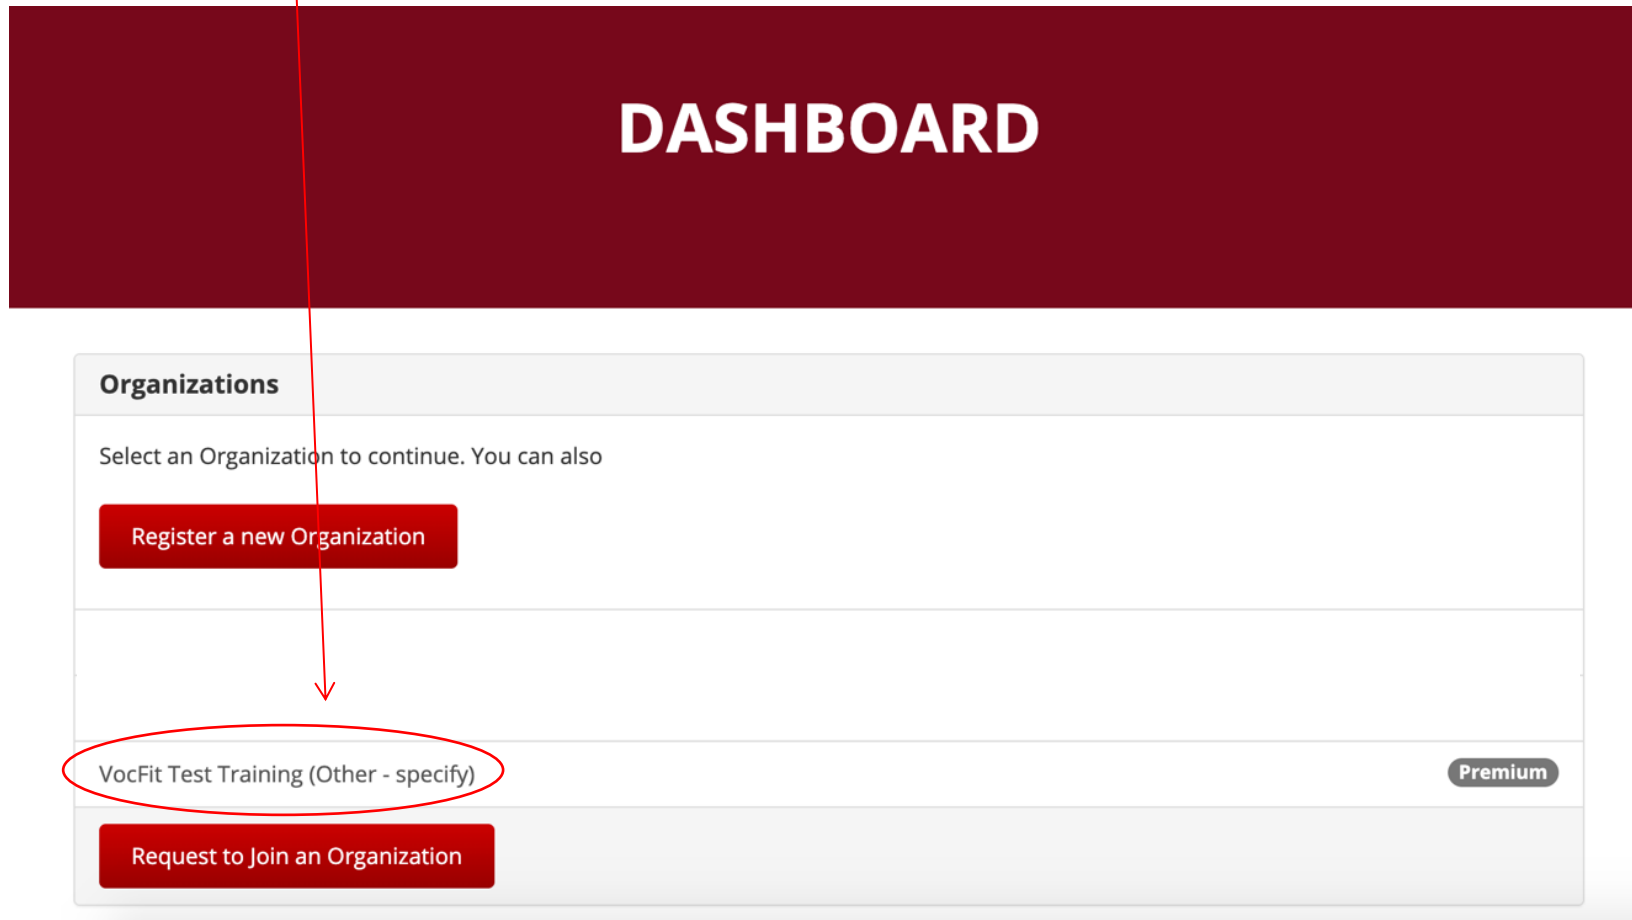 DASHBOARD
Organizations
Select an Organization to continue. You can also
Register a new Organization
VocFit Test Training (Other - specify)
Premium
Request to Join an Organization